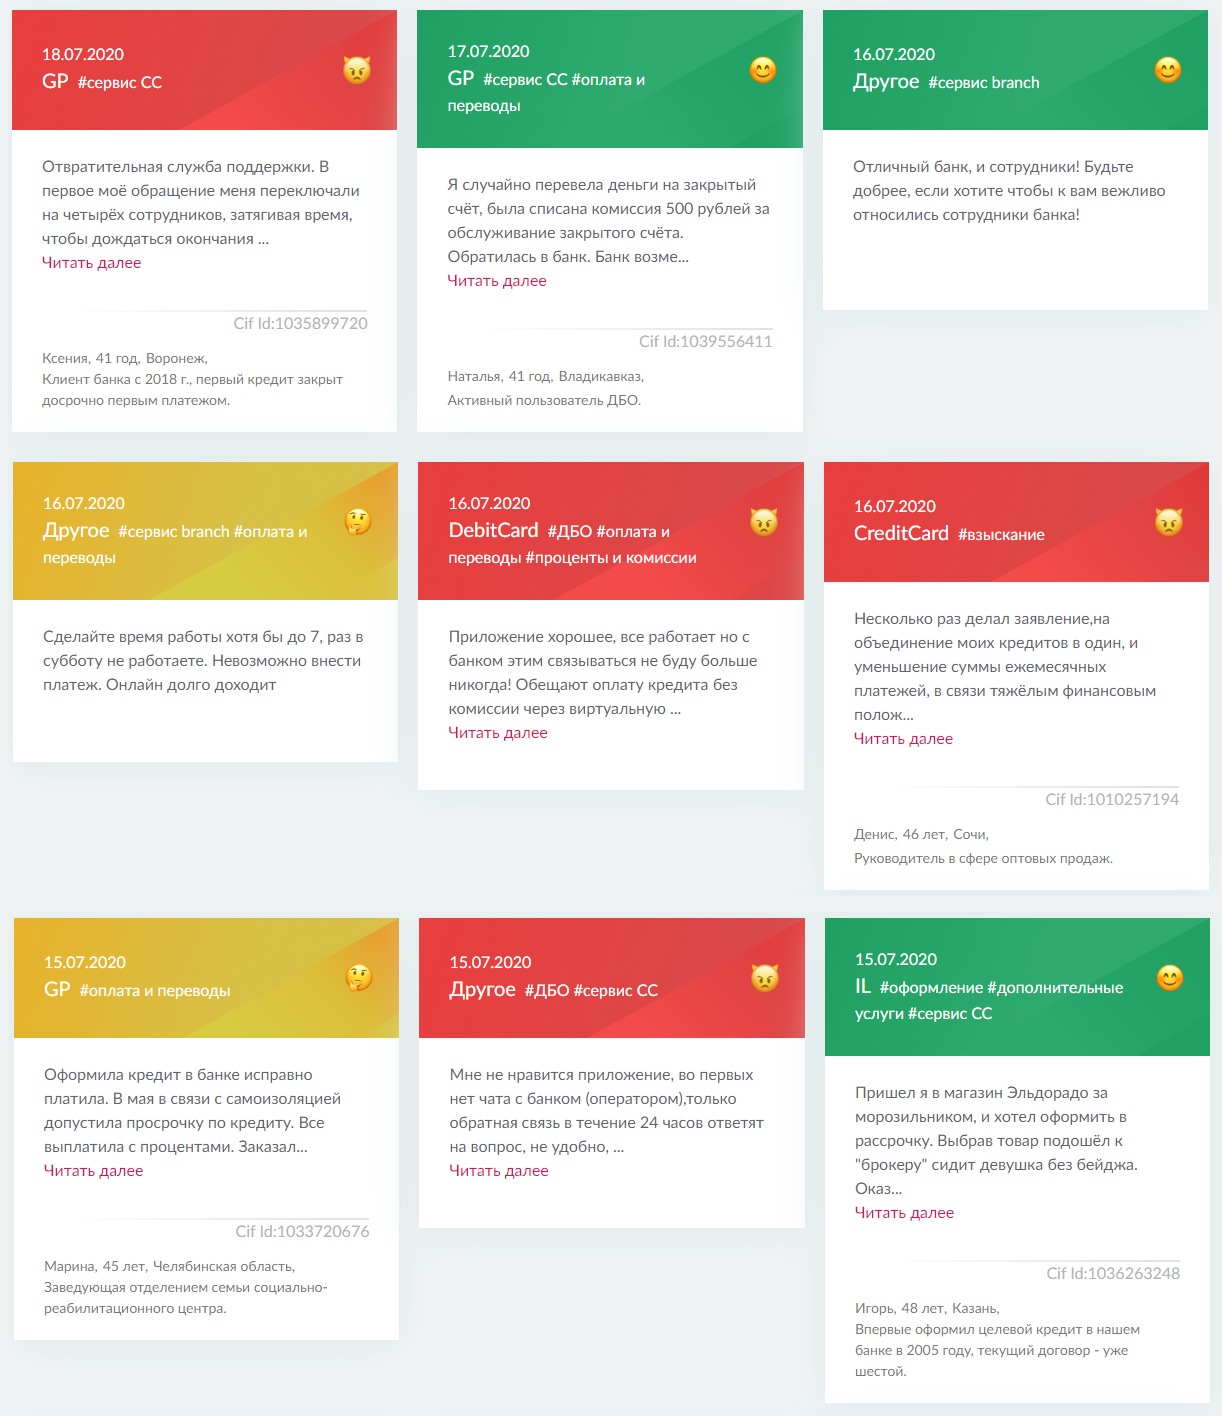 18.07.2020
GP #сервис СС
Отвратительная служба поддержки. В
первое моё обращение меня переключали
на четырёх сотрудников, затягивая время,
чтобы дождаться окончания ...
Читать далее
Cif Id:1035899720
Ксения, 41 год, Воронеж,
Клиент банка с 2018 г., первый кредит закрыт
досрочно первым платежом.
17.07.2020
GP #сервис СС #оплата и
переводы
Я случайно перевела деньги на закрытый
счёт, была списана комиссия 500 рублей за
обслуживание закрытого счёта.
Обратилась в банк. Банк возме...
Читать далее
Cif Id:1039556411
Наталья, 41 год, Владикавказ,
Активный пользователь ДБО.
16.07.2020
Другое #сервис branch
Отличный банк, и сотрудники! Будьте
добрее, если хотите чтобы к вам вежливо
относились сотрудники банка!
16.07.2020
Другое #сервис branch #оплата и
переводы
Сделайте время работы хотя бы до 7, раз в
субботу не работаете. Невозможно внести
платеж. Онлайн долго доходит
16.07.2020
DebitCard #ДБО #оплата и
переводы #проценты и комиссии
Приложение хорошее, все работает но с
банком этим связываться не буду больше
никогда! Обещают оплату кредита без
комиссии через виртуальную ...
Читать далее
16.07.2020
CreditCard #взыскание
Несколько раз делал заявление,на
объединение моих кредитов в один, и
уменьшение суммы ежемесячных
платежей, в связи тяжёлым финансовым
полож...
Читать далее
Cif Id:1010257194
Денис, 46 лет, Сочи,
Руководитель в сфере оптовых продаж.
15.07.2020
GP #оплата и переводы
Оформила кредит в банке исправно
платила. В мая в связи с самоизоляцией
допустила просрочку по кредиту. Все
выплатила с процентами. Заказал...
Читать далее
Cif Id:1033720676
Марина, 45 лет, Челябинская область,
Заведующая отделением семьи социально-
реабилитационного центра.
15.07.2020
Другое #ДБО #сервис СС
Мне не нравится приложение, во первых
нет чата с банком (оператором),только
обратная связь в течение 24 часов ответят
на вопрос, не удобно, ...
Читать далее
15.07.2020
IL #оформление #дополнительные
услуги #сервис СС
Пришел я в магазин Эльдорадо за
морозильником, и хотел оформить в
рассрочку. Выбрав товар подошёл к
"брокеру" сидит девушка без бейджа.
Оказ...
Читать далее
Cif Id:1036263248
Игорь, 48 лет, Казань,
Впервые оформил целевой кредит в нашем
банке в 2005 году, текущий договор - уже
шестой.